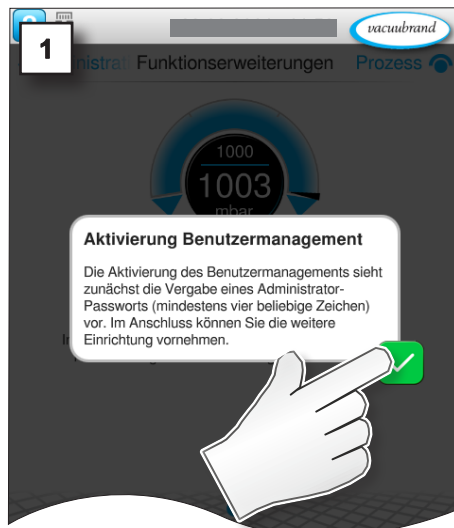 1
vacuubrand
Funktionserweiterungen
Prozess
1000
1003
mbar
Aktivierung Benutzermanagement
Die Aktivierung des Benutzermanagements sieht
zunächst die Vergabe eines Administrator-
Passworts (mindestens vier beliebige Zeichen)
vor. Im Anschluss können Sie die weitere
Einrichtung vornehmen.